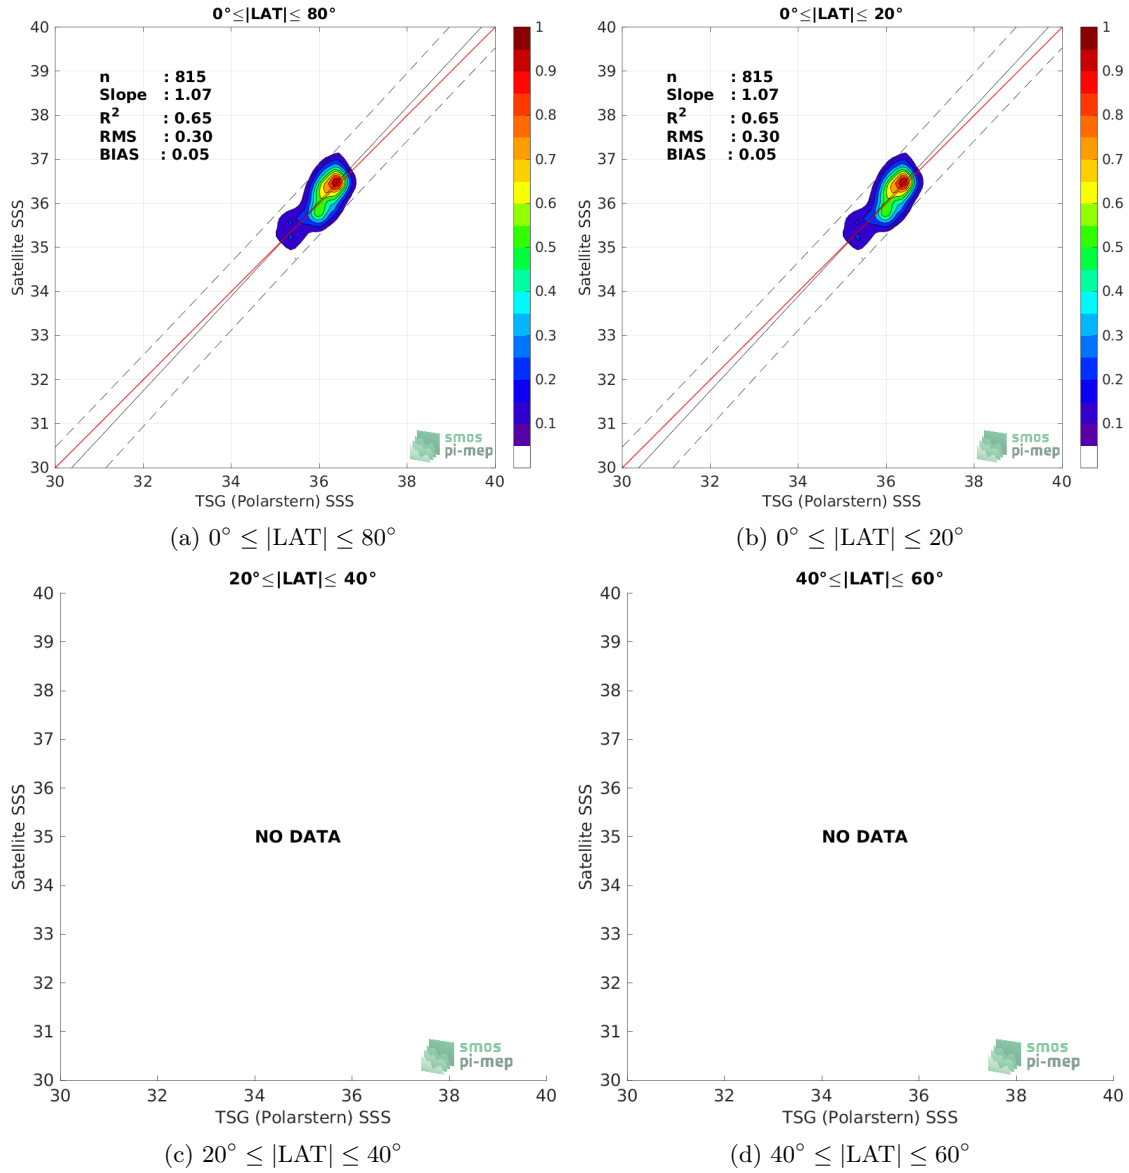 0°≤|LAT|≤ 80°
40
39
38
37
36
35
34
33
32
31
30
Satellite SSS
n : 815
Slope : 1.07
R² : 0.65
RMS : 0.30
BIAS : 0.05
smos
pi-mep
30 32 34 36 38 40
TSG (Polarstern) SSS
1
0.9
0.8
0.7
0.6
0.5
0.4
0.3
0.2
0.1
(a) 0° ≤ |LAT| ≤ 80°
0°≤|LAT|≤ 20°
40
39
38
37
36
35
34
33
32
31
30
Satellite SSS
n : 815
Slope : 1.07
R² : 0.65
RMS : 0.30
BIAS : 0.05
smos
pi-mep
30 32 34 36 38 40
TSG (Polarstern) SSS
1
0.9
0.8
0.7
0.6
0.5
0.4
0.3
0.2
0.1
(b) 0° ≤ |LAT| ≤ 20°
20°≤|LAT|≤ 40°
40
39
38
37
36
35
34
33
32
31
30
Satellite SSS
NO DATA
smos
pi-mep
30 32 34 36 38 40
TSG (Polarstern) SSS
(c) 20° ≤ |LAT| ≤ 40°
40°≤|LAT|≤ 60°
40
39
38
37
36
35
34
33
32
31
30
Satellite SSS
NO DATA
smos
pi-mep
30 32 34 36 38 40
TSG (Polarstern) SSS
(d) 40° ≤ |LAT| ≤ 60°